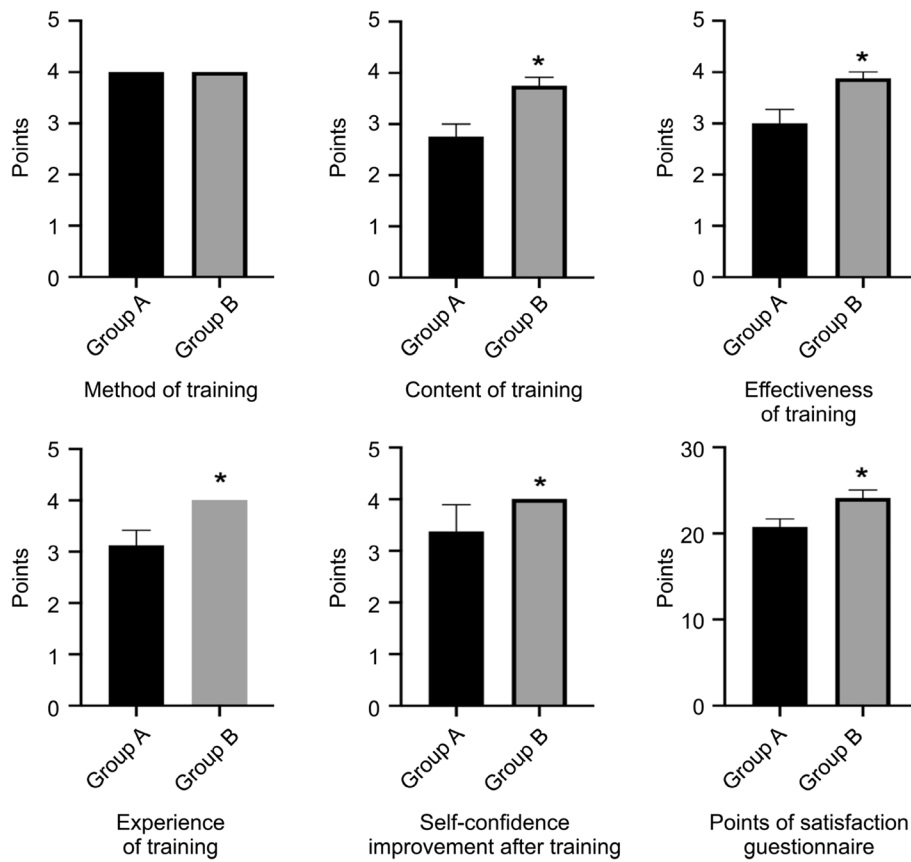 5
4
3
2
1
0
Points
Group A
Group B
Method of training
5
4
3
2
1
0
Points
*
Group A
Group B
Content of training
5
4
3
2
1
0
Points
*
Group A
Group B
Effectiveness
of training
5
4
3
2
1
0
Points
*
Group A
Group B
Experience
of training
5
4
3
2
1
0
Points
*
Group A
Group B
Self-confidence
improvement after training
30
20
10
0
Points
*
Group A
Group B
Points of satisfaction
guestionnaire